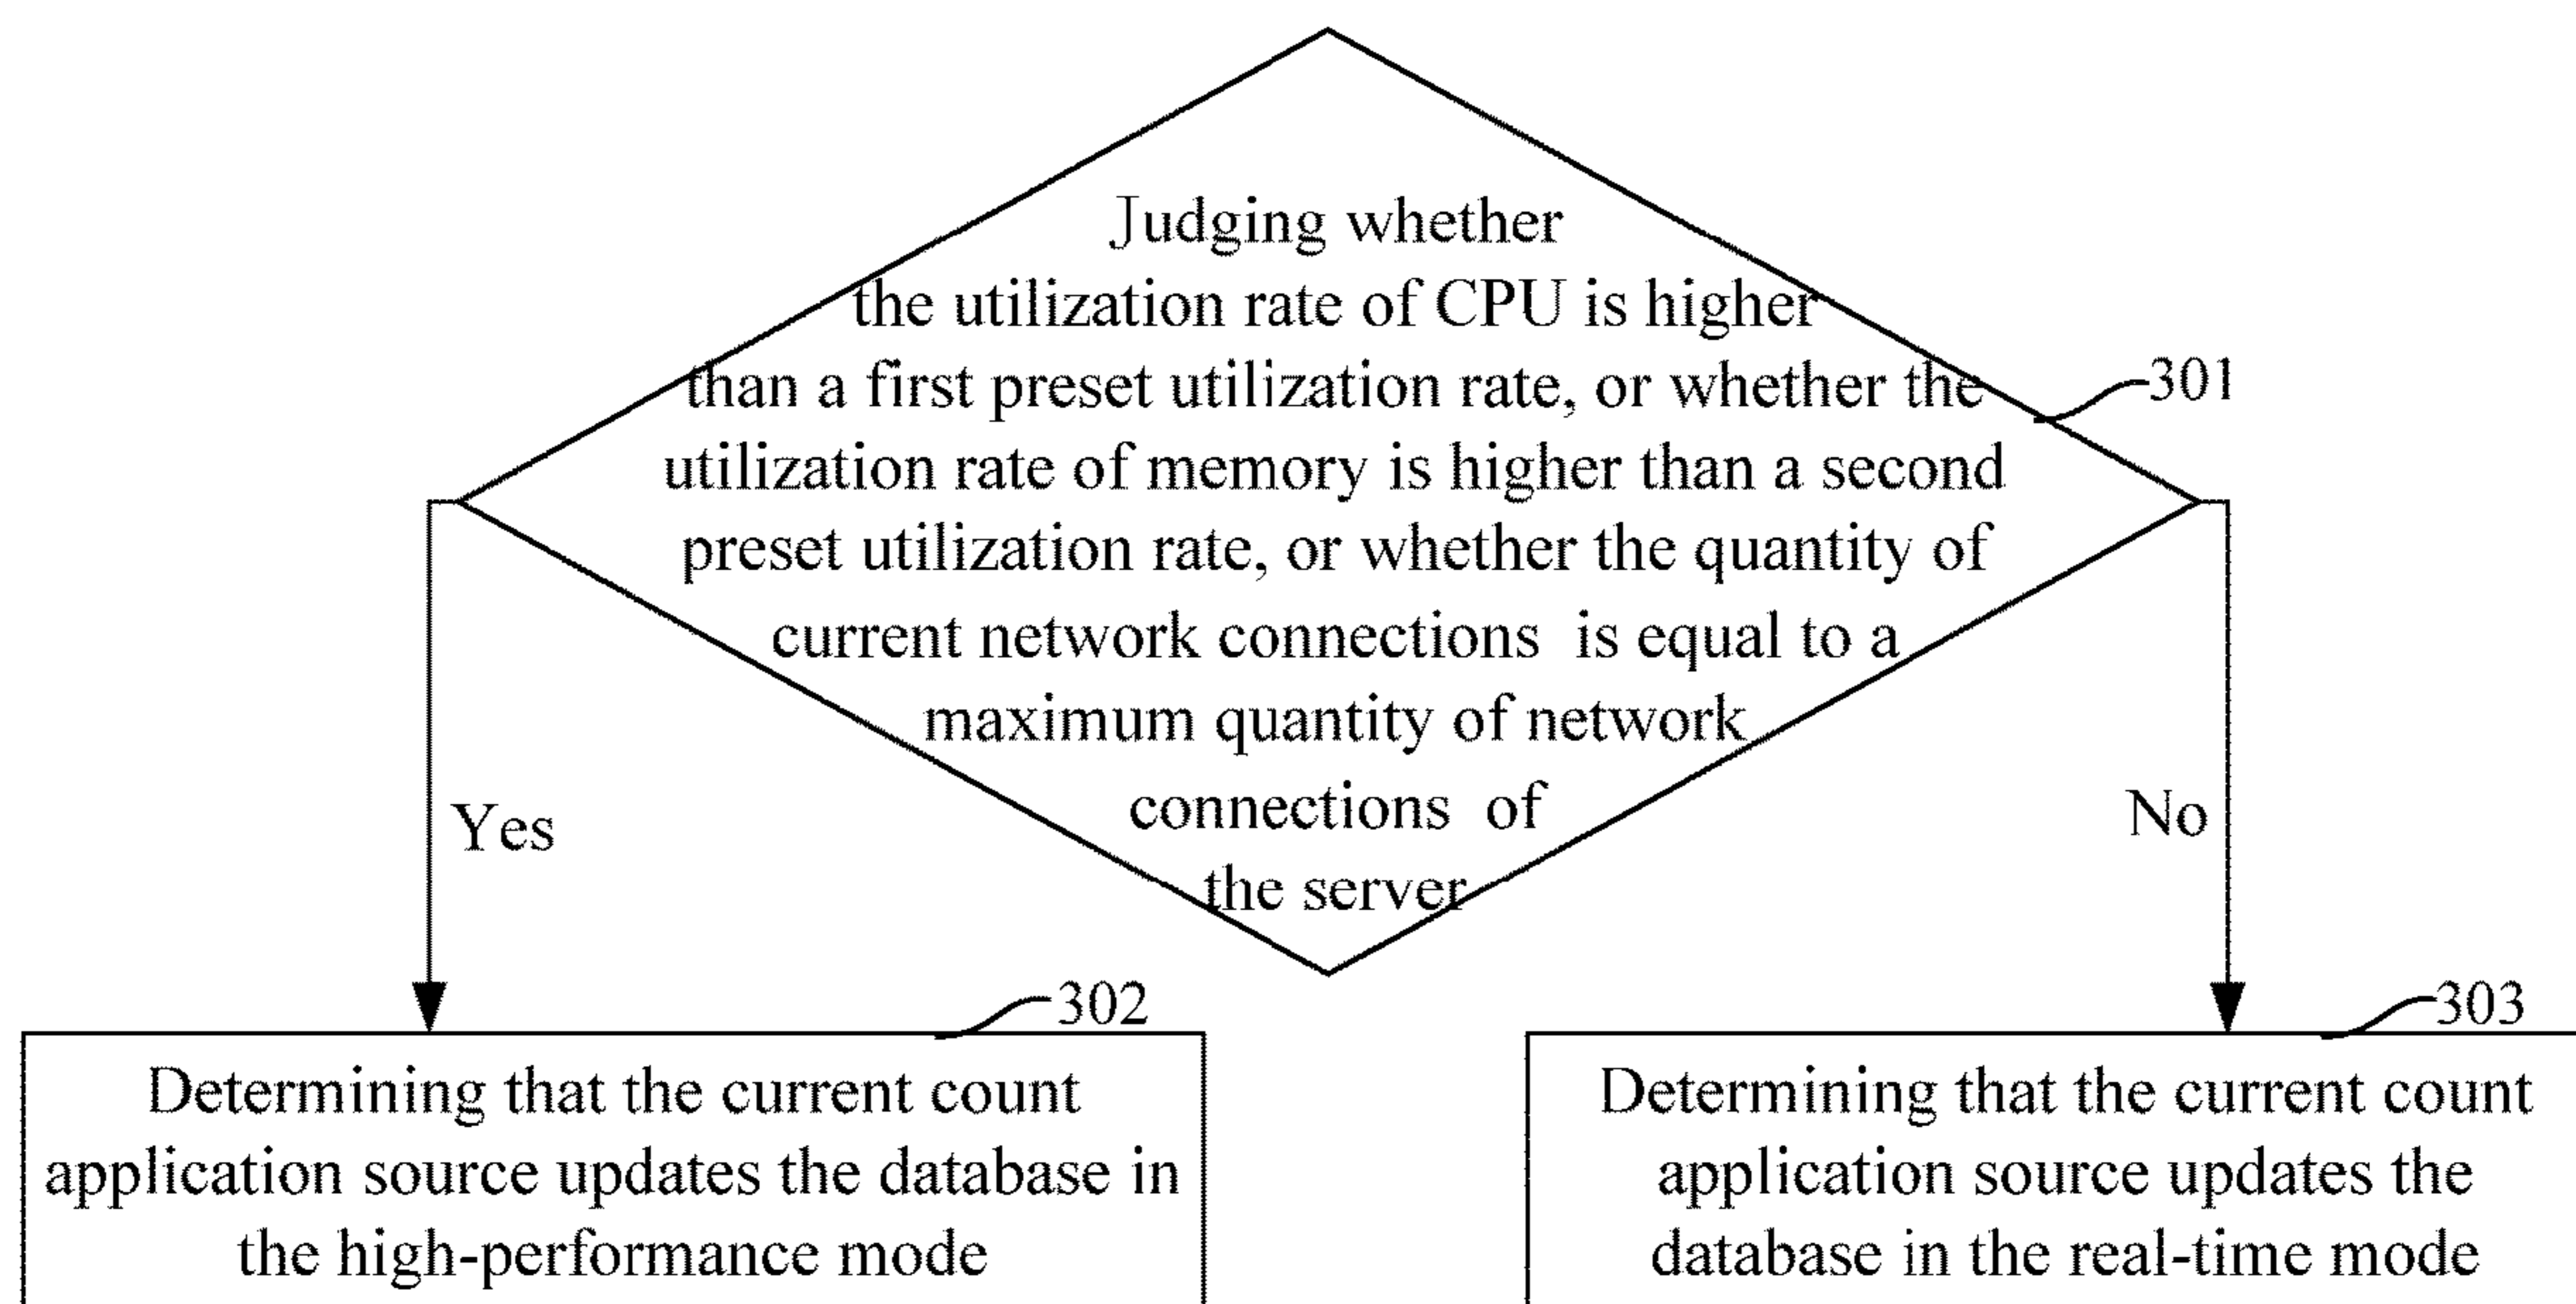 Judging whether
the utilization rate of CPU is higher
than a first preset utilization rate, or whether the
301
utilization rate of memory is higher than a second
preset utilization rate, or whether the quantity of
current network connections is equal to a
maximum quantity of network
connections of
the server
Yes
No
302
Determining that the current count
application source updates the database in
the high-performance mode
303
Determining that the current count
application source updates the
database in the real-time mode